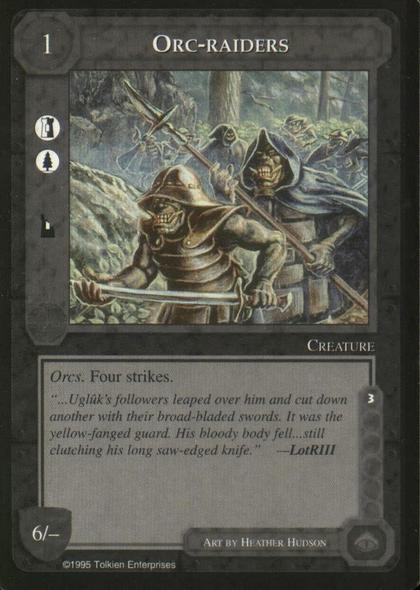 1
ORC-RAIDERS
CREATURE
Orcs. Four strikes.
"...Uglûk's followers leaped over him and cut down
another with their broad-bladed swords. It was the
yellow-fanged guard. His bloody body fell...still
clutching his long saw-edged knife." —LotRIII
3
6/–
ART BY HEATHER HUDSON
©1995 Tolkien Enterprises